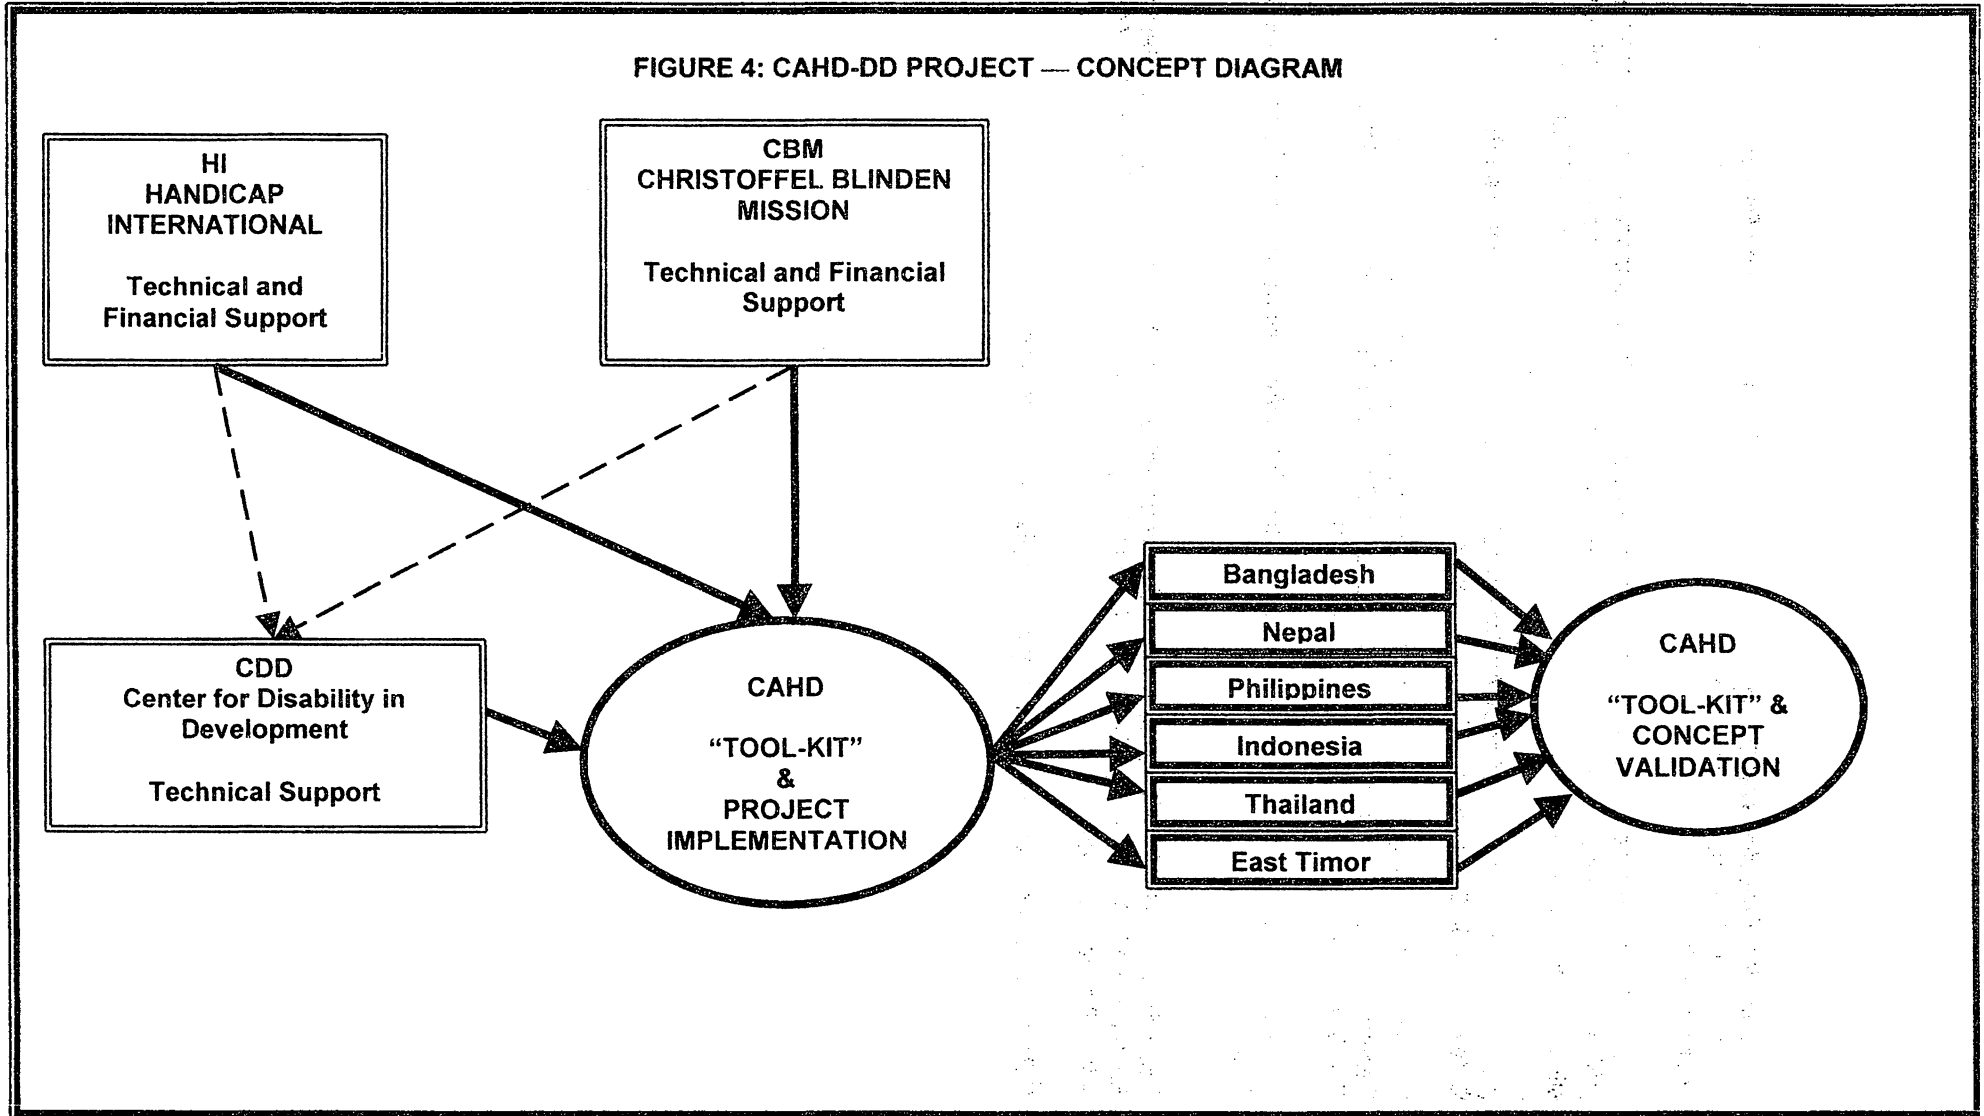 FIGURE 4: CAHD-DD PROJECT — CONCEPT DIAGRAM
HI
HANDICAP
INTERNATIONAL
Technical and
Financial Support
CBM
CHRISTOFFEL BLINDEN
MISSION
Technical and Financial
Support
CDD
Center for Disability in
Development
Technical Support
CAHD
“TOOL-KIT”
&
PROJECT
IMPLEMENTATION
Bangladesh
Nepal
Philippines
Indonesia
Thailand
East Timor
CAHD
“TOOL-KIT” &
CONCEPT
VALIDATION